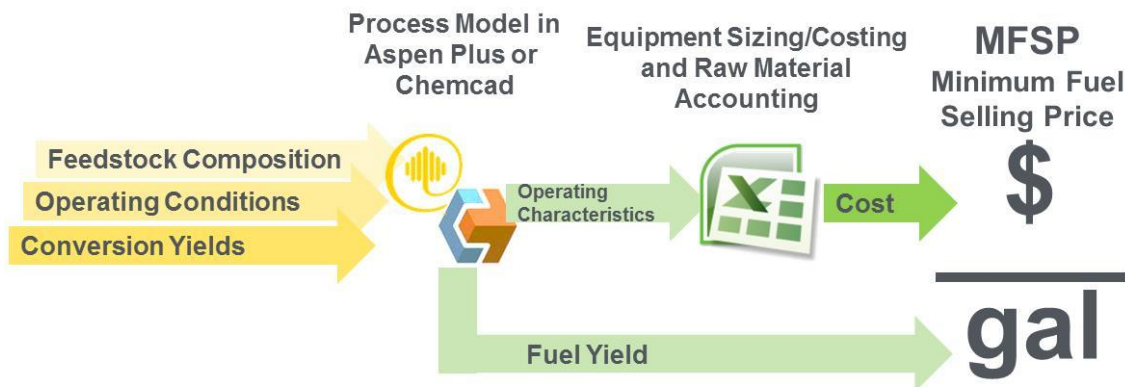 Process Model in
Aspen Plus or
Chemcad
Equipment Sizing/Costing
and Raw Material
Accounting
MFSP
Minimum Fuel
Selling Price
Feedstock Composition
Operating Conditions
Conversion Yields
Operating
Characteristics
X
Cost
$
gal
Fuel Yield